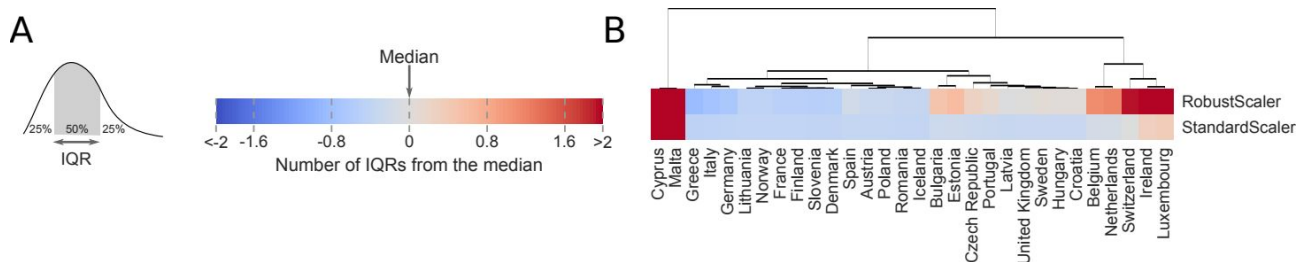 A
25%
50%
25%
IQR
Median
<-2
-1.6
-0.8
0
0.8
1.6
>2
Number of IQRs from the median
B
RobustScaler
StandardScaler
Cyprus
Malta
Greece
Italy
Germany
Lithuania
Norway
France
Finland
Slovenia
Denmark
Spain
Austria
Poland
Romania
Iceland
Bulgaria
Estonia
Czech Republic
Portugal
Latvia
United Kingdom
Sweden
Hungary
Croatia
Belgium
Netherlands
Switzerland
Ireland
Luxembourg